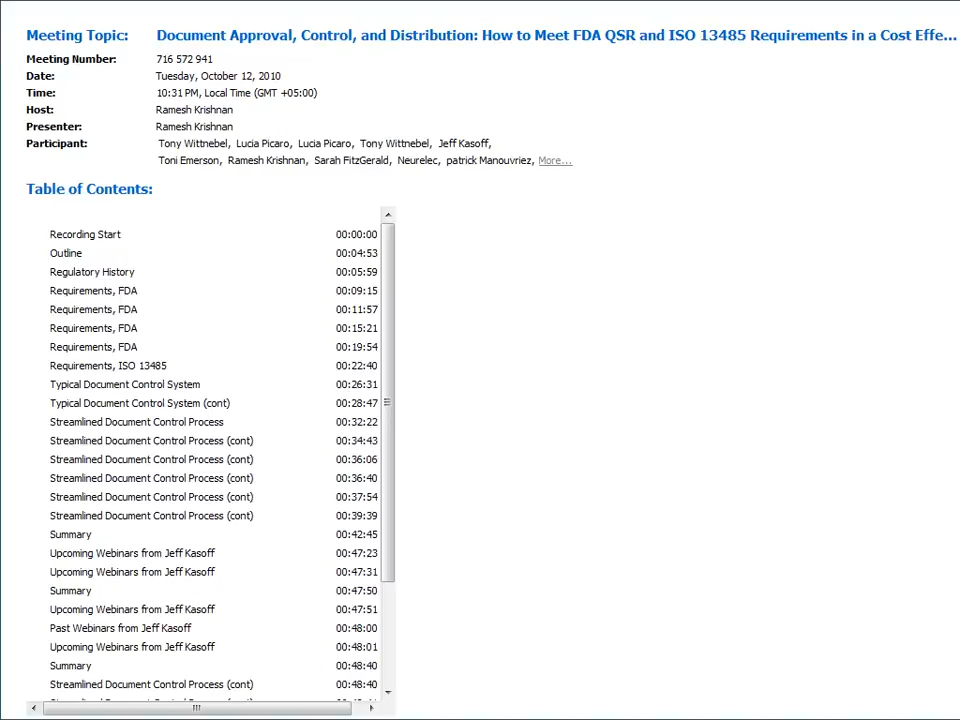 Meeting Topic: Document Approval, Control, and Distribution: How to Meet FDA QSR and ISO 13485 Requirements in a Cost Effe...
Meeting Number: 716 572 941
Date: Tuesday, October 12, 2010
Time: 10:31 PM, Local Time (GMT +05:00)
Host: Ramesh Krishnan
Presenter: Ramesh Krishnan
Participant: Tony Wittnebel, Lucia Picaro, Lucia Picaro, Tony Wittnebel, Jeff Kasoff,
Toni Emerson, Ramesh Krishnan, Sarah FitzGerald, Neurelec, patrick Manouvriez, More...
Table of Contents:
Recording Start 00:00:00
Outline 00:04:53
Regulatory History 00:05:59
Requirements, FDA 00:09:15
Requirements, FDA 00:11:57
Requirements, FDA 00:15:21
Requirements, FDA 00:19:54
Requirements, ISO 13485 00:22:40
Typical Document Control System 00:26:31
Typical Document Control System (cont) 00:28:47
Streamlined Document Control Process 00:32:22
Streamlined Document Control Process (cont) 00:34:43
Streamlined Document Control Process (cont) 00:36:06
Streamlined Document Control Process (cont) 00:36:40
Streamlined Document Control Process (cont) 00:37:54
Streamlined Document Control Process (cont) 00:39:39
Summary 00:42:45
Upcoming Webinars from Jeff Kasoff 00:47:23
Upcoming Webinars from Jeff Kasoff 00:47:31
Summary 00:47:50
Upcoming Webinars from Jeff Kasoff 00:47:51
Past Webinars from Jeff Kasoff 00:48:00
Upcoming Webinars from Jeff Kasoff 00:48:01
Summary 00:48:40
Streamlined Document Control Process (cont) 00:48:40